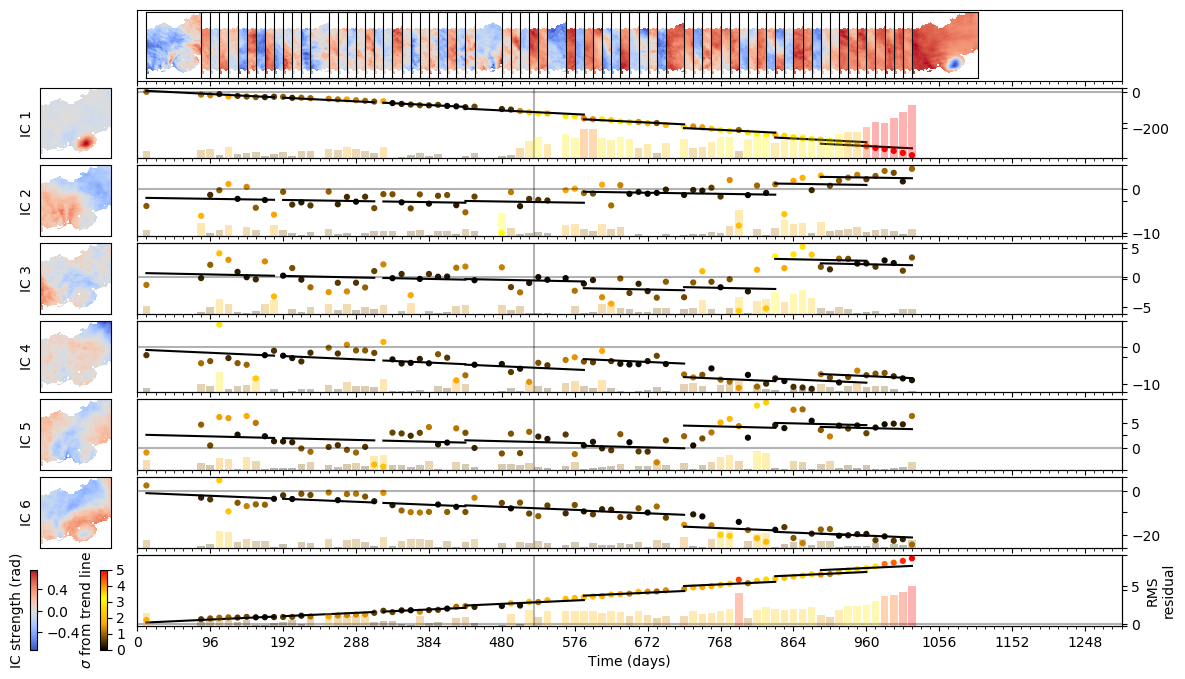 IC 1
0
−200
IC 2
0
−10
IC 3
5
0
−5
IC 4
0
−10
IC 5
5
0
IC 6
0
−20
IC strength (rad)
0.4
0.0
−0.4
σ from trend line
5
4
3
2
1
0
5
0
RMS
residual
0 96 192 288 384 480 576 672 768 864 960 1056 1152 1248
Time (days)